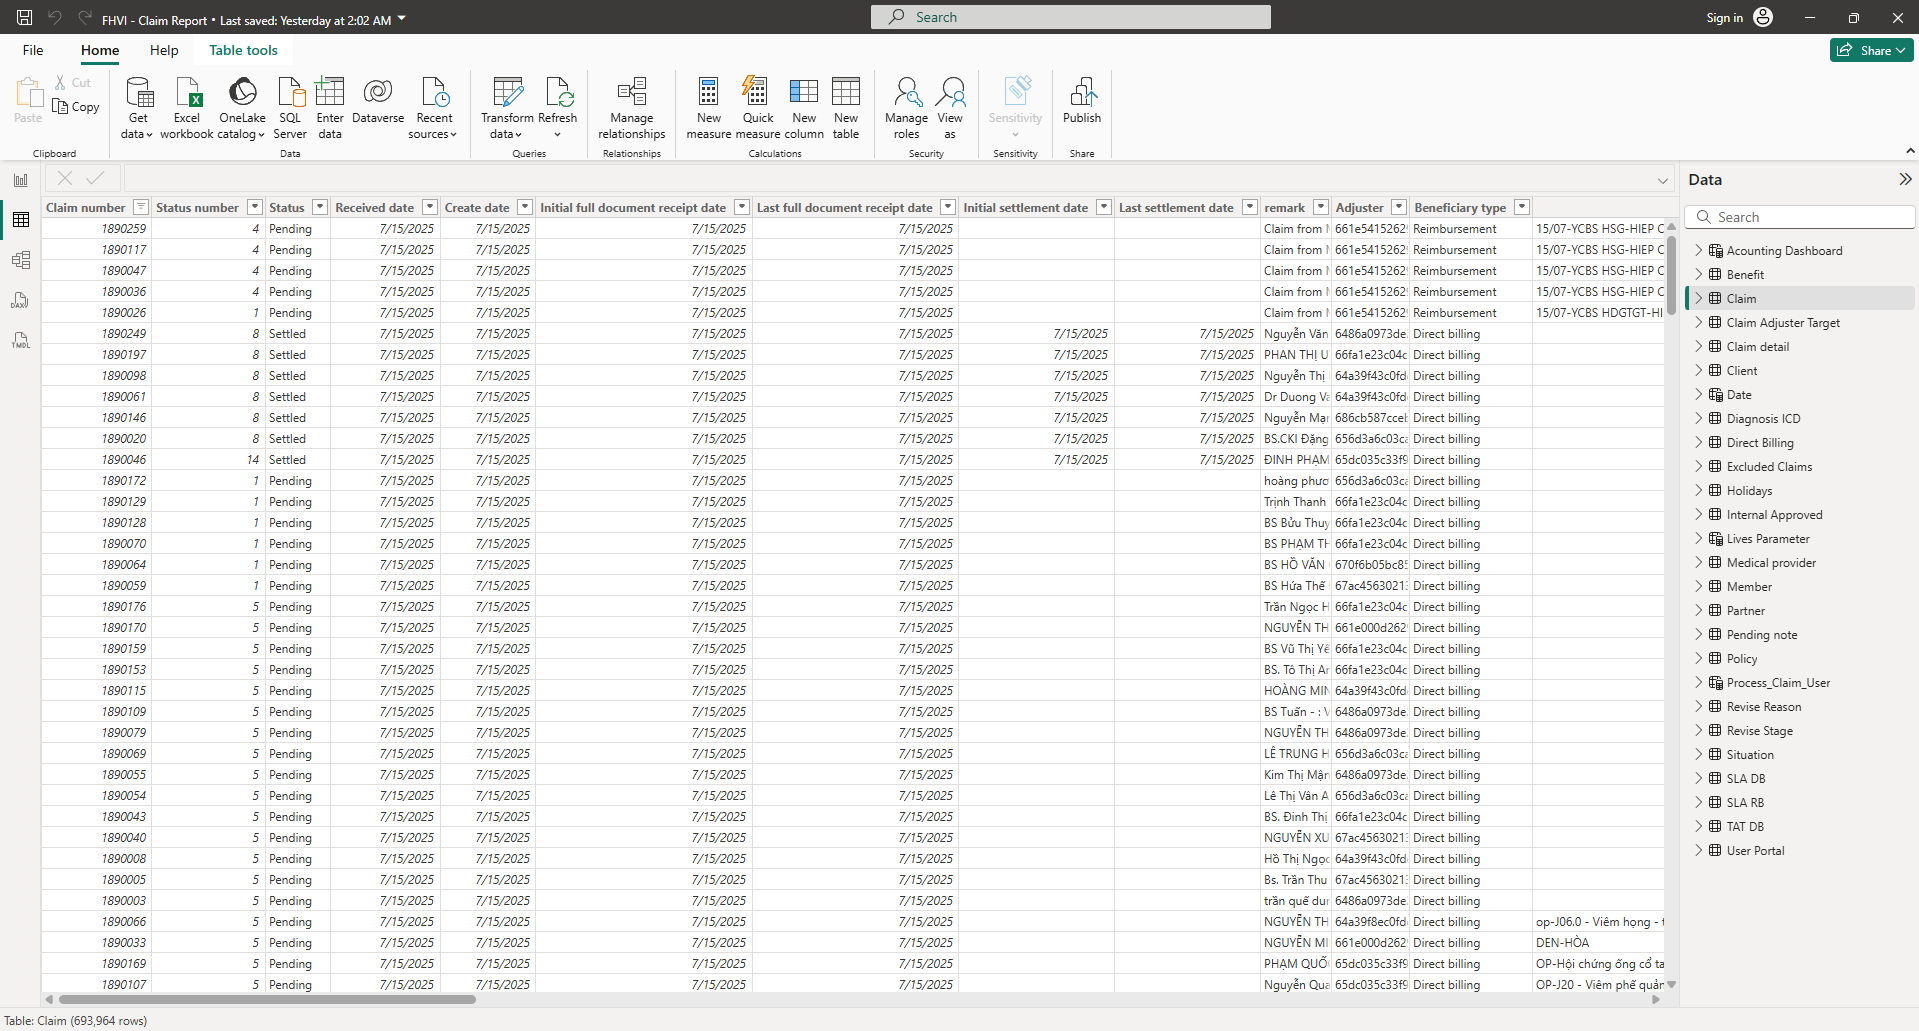 FHVI - Claim Report • Last saved: Yesterday at 2:02 AM
Search
Sign in
File Home Help Table tools
Share
Paste Cut Copy
Get data Excel workbook OneLake catalog SQL Server Enter data Dataverse Recent sources
Transform data Refresh
Manage relationships
New measure Quick measure New column New table
Manage roles View as
Sensitivity
Publish
Clipboard Data Queries Relationships Calculations Security Sensitivity Share
Claim number Status number Status Received date Create date Initial full document receipt date Last full document receipt date Initial settlement date Last settlement date remark Adjuster Beneficiary type
1890259 4 Pending 7/15/2025 7/15/2025 7/15/2025 7/15/2025 Claim from 661e5415262 Reimbursement 15/07-YCBS HSG-HIEP
1890117 4 Pending 7/15/2025 7/15/2025 7/15/2025 7/15/2025 Claim from 661e5415262 Reimbursement 15/07-YCBS HSG-HIEP
1890047 4 Pending 7/15/2025 7/15/2025 7/15/2025 7/15/2025 Claim from 661e5415262 Reimbursement 15/07-YCBS HSG-HIEP
1890036 4 Pending 7/15/2025 7/15/2025 7/15/2025 7/15/2025 Claim from 661e5415262 Reimbursement 15/07-YCBS HSG-HIEP
1890026 1 Pending 7/15/2025 7/15/2025 7/15/2025 7/15/2025 Claim from 661e5415262 Reimbursement 15/07-YCBS HDGTGT-HI
1890249 8 Settled 7/15/2025 7/15/2025 7/15/2025 7/15/2025 7/15/2025 7/15/2025 Nguyễn Văn 6486a0973de Direct billing
1890197 8 Settled 7/15/2025 7/15/2025 7/15/2025 7/15/2025 7/15/2025 7/15/2025 PHAN THỊ U 66fa1e23c04c Direct billing
1890098 8 Settled 7/15/2025 7/15/2025 7/15/2025 7/15/2025 7/15/2025 7/15/2025 Nguyễn Thị 64a39f43c0fd Direct billing
1890061 8 Settled 7/15/2025 7/15/2025 7/15/2025 7/15/2025 7/15/2025 7/15/2025 Dr Duong Va 64a39f43c0fd Direct billing
1890146 8 Settled 7/15/2025 7/15/2025 7/15/2025 7/15/2025 7/15/2025 7/15/2025 Nguyễn Mạn 686cb587cceb Direct billing
1890020 8 Settled 7/15/2025 7/15/2025 7/15/2025 7/15/2025 7/15/2025 7/15/2025 BS.CKI Đặng 656d3a6c03ca Direct billing
1890046 14 Settled 7/15/2025 7/15/2025 7/15/2025 7/15/2025 7/15/2025 7/15/2025 ĐINH PHẠM 65dc035c33f9 Direct billing
1890172 1 Pending 7/15/2025 7/15/2025 7/15/2025 7/15/2025 hoàng phươ 656d3a6c03ca Direct billing
1890129 1 Pending 7/15/2025 7/15/2025 7/15/2025 7/15/2025 Trịnh Thanh 66fa1e23c04c Direct billing
1890128 1 Pending 7/15/2025 7/15/2025 7/15/2025 7/15/2025 BS Bửu Thuy 66fa1e23c04c Direct billing
1890070 1 Pending 7/15/2025 7/15/2025 7/15/2025 7/15/2025 BS PHẠM TH 66fa1e23c04c Direct billing
1890064 1 Pending 7/15/2025 7/15/2025 7/15/2025 7/15/2025 BS HỒ VĂN 670f6b05bc85 Direct billing
1890059 1 Pending 7/15/2025 7/15/2025 7/15/2025 7/15/2025 BS Hứa Thế 67ac45630213 Direct billing
1890176 5 Pending 7/15/2025 7/15/2025 7/15/2025 7/15/2025 Trần Ngọc H 66fa1e23c04c Direct billing
1890170 5 Pending 7/15/2025 7/15/2025 7/15/2025 7/15/2025 NGUYỄN TH 661e000d262 Direct billing
1890159 5 Pending 7/15/2025 7/15/2025 7/15/2025 7/15/2025 BS Vũ Thị Yế 66fa1e23c04c Direct billing
1890153 5 Pending 7/15/2025 7/15/2025 7/15/2025 7/15/2025 BS. Tô Thị An 66fa1e23c04c Direct billing
1890115 5 Pending 7/15/2025 7/15/2025 7/15/2025 7/15/2025 HOÀNG MIN 64a39f43c0fd Direct billing
1890109 5 Pending 7/15/2025 7/15/2025 7/15/2025 7/15/2025 BS Tuấn - : V 6486a0973de Direct billing
1890079 5 Pending 7/15/2025 7/15/2025 7/15/2025 7/15/2025 NGUYỄN TH 6486a0973de Direct billing
1890069 5 Pending 7/15/2025 7/15/2025 7/15/2025 7/15/2025 LÊ TRUNG H 656d3a6c03ca Direct billing
1890055 5 Pending 7/15/2025 7/15/2025 7/15/2025 7/15/2025 Kim Thị Mận 6486a0973de Direct billing
1890054 5 Pending 7/15/2025 7/15/2025 7/15/2025 7/15/2025 Lê Thị Vân A 656d3a6c03ca Direct billing
1890043 5 Pending 7/15/2025 7/15/2025 7/15/2025 7/15/2025 BS. Đinh Thị 66fa1e23c04c Direct billing
1890040 5 Pending 7/15/2025 7/15/2025 7/15/2025 7/15/2025 NGUYỄN XU 67ac45630213 Direct billing
1890008 5 Pending 7/15/2025 7/15/2025 7/15/2025 7/15/2025 Hồ Thị Ngọc 64a39f43c0fd Direct billing
1890005 5 Pending 7/15/2025 7/15/2025 7/15/2025 7/15/2025 Bs. Trần Thu 67ac45630213 Direct billing
1890003 5 Pending 7/15/2025 7/15/2025 7/15/2025 7/15/2025 trần quế dun 6486a0973de Direct billing
1890066 5 Pending 7/15/2025 7/15/2025 7/15/2025 7/15/2025 NGUYỄN TH 64a39f8ec0fd Direct billing op-J06.0 - Viêm họng - t
1890033 5 Pending 7/15/2025 7/15/2025 7/15/2025 7/15/2025 NGUYỄN MI 661e000d262 Direct billing DEN-HÒA
1890169 5 Pending 7/15/2025 7/15/2025 7/15/2025 7/15/2025 PHẠM QUỐ 65dc035c33f9 Direct billing OP-Hội chứng ống cổ ta
1890107 5 Pending 7/15/2025 7/15/2025 7/15/2025 7/15/2025 Nguyễn Qua 65dc035c33f9 Direct billing OP-J20 - Viêm phế quản
Data
Search
Acounting Dashboard
Benefit
Claim
Claim Adjuster Target
Claim detail
Client
Date
Diagnosis ICD
Direct Billing
Excluded Claims
Holidays
Internal Approved
Lives Parameter
Medical provider
Member
Partner
Pending note
Policy
Process_Claim_User
Revise Reason
Revise Stage
Situation
SLA DB
SLA RB
TAT DB
User Portal
Table: Claim (693,964 rows)